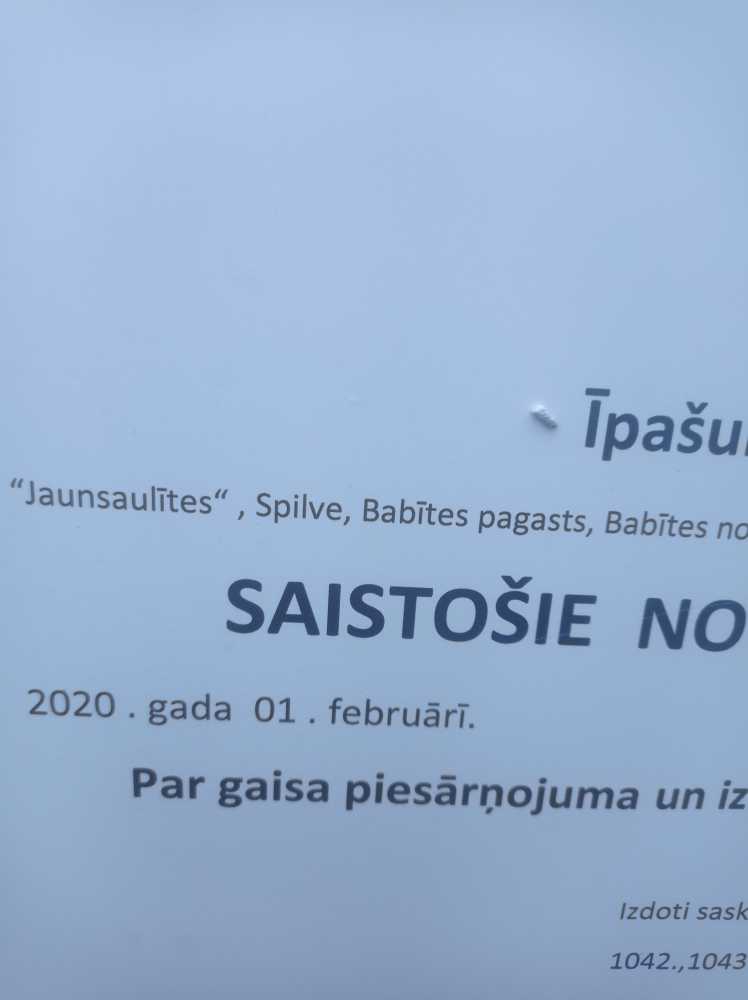 Īpašu
“Jaunsaulītes“ , Spilve, Babītes pagasts, Babītes no
SAISTOŠIE NO
2020 . gada 01 . februārī.
Par gaisa piesārņojuma un iz
Izdoti sask
1042.,1043